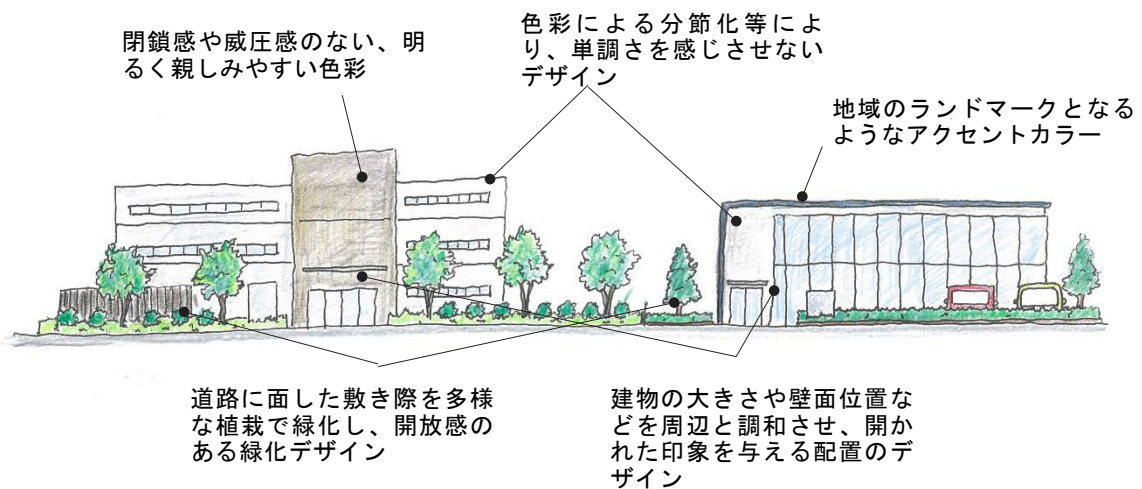 閉鎖感や威圧感のない、明
るく親しみやすい色彩
色彩による分節化等によ
り、単調さを感じさせない
デザイン
地域のランドマークとなる
ようなアクセントカラー
道路に面した敷き際を多様
な植栽で緑化し、開放感の
ある緑化デザイン
建物の大きさや壁面位置な
どを周辺と調和させ、開か
れた印象を与える配置のデ
ザイン